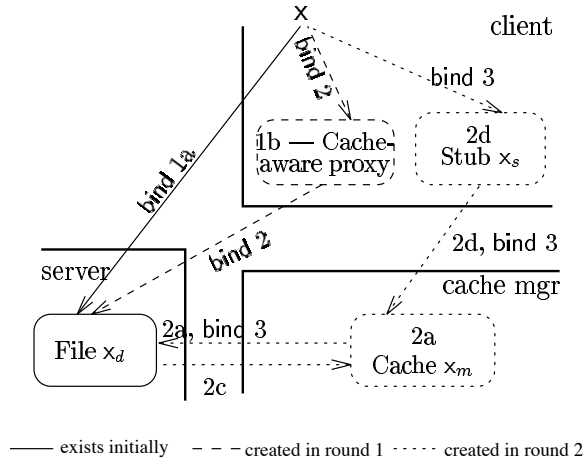 x
client
bind 2
bind 3
1b — Cache-
aware proxy
2d
Stub x_s
bind 1a
bind 2
2d, bind 3
server
cache mgr
2a, bind 3
File x_d
2a
Cache x_m
2c
exists initially
created in round 1
created in round 2